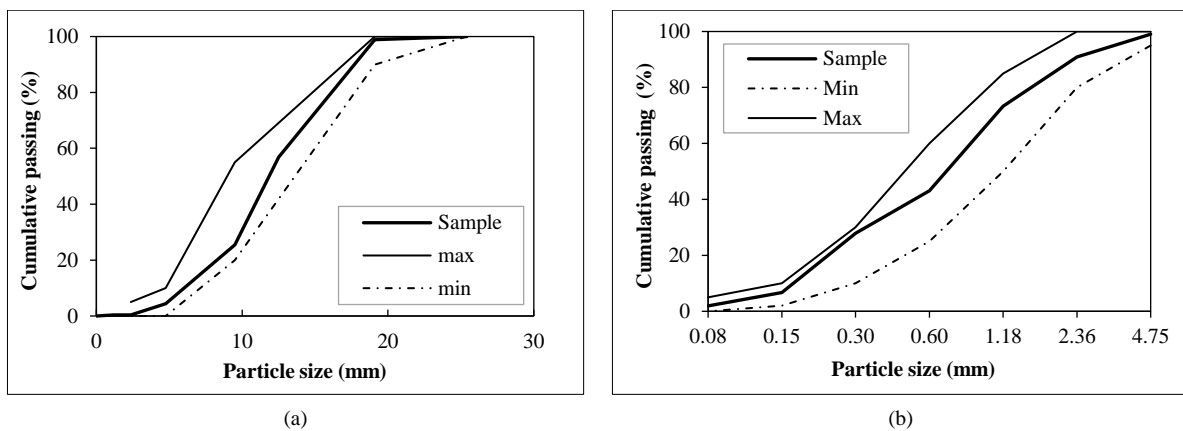 Cumulative passing (%)
100
80
60
40
20
0
Sample
max
min
0 10 20 30
Particle size (mm)
(a)
Cumulative passing (%)
100
80
60
40
20
0
Sample
Min
Max
0.08 0.15 0.30 0.60 1.18 2.36 4.75
Particle size (mm)
(b)